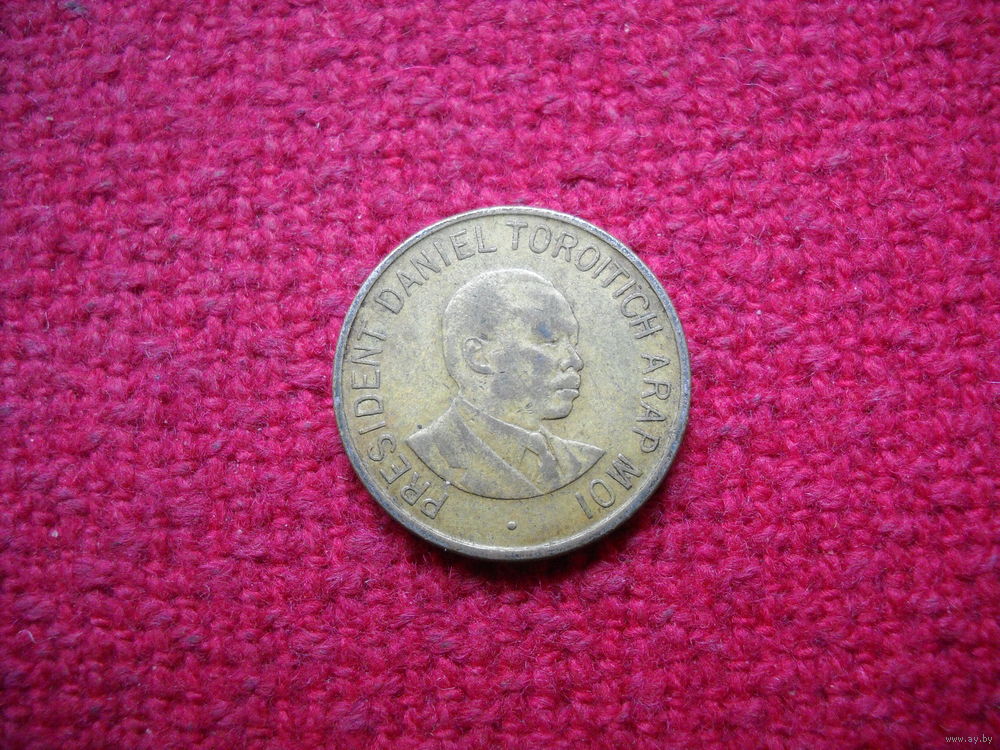 PRESIDENT DANIEL TOROITICH ARAP MOI
www.ay.by